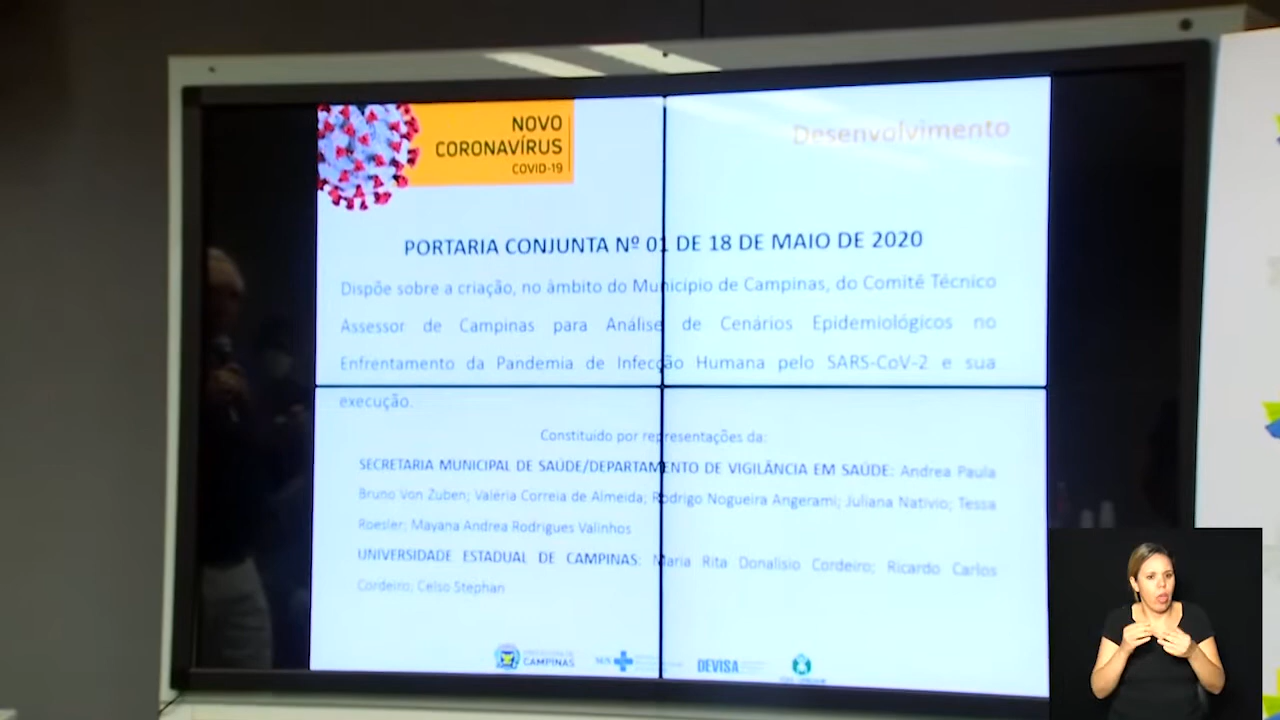 NOVO
CORONAVÍRUS
COVID-19
Desenvolvimento
PORTARIA CONJUNTA Nº 01 DE 18 DE MAIO DE 2020
Dispõe sobre a criação, no âmbito do Município de Campinas, do Comitê Técnico
Assessor de Campinas para Análise de Cenários Epidemiológicos no
Enfrentamento da Pandemia de Infecção Humana pelo SARS-CoV-2 e sua
execução.
Constituido por representações da:
SECRETARIA MUNICIPAL DE SAÚDE/DEPARTAMENTO DE VIGILÂNCIA EM SAÚDE: Andrea Paula
Bruno Von Zuben; Valéria Correia de Almeida; Rodrigo Nogueira Angerami; Juliana Nativio; Tessa
Roesler; Mayana Andrea Rodrigues Valinhos
UNIVERSIDADE ESTADUAL DE CAMPINAS: Maria Rita Donalisio Cordeiro; Ricardo Carlos
Cordeiro; Celso Stephan
CAMPINAS
SUS
DEVISA